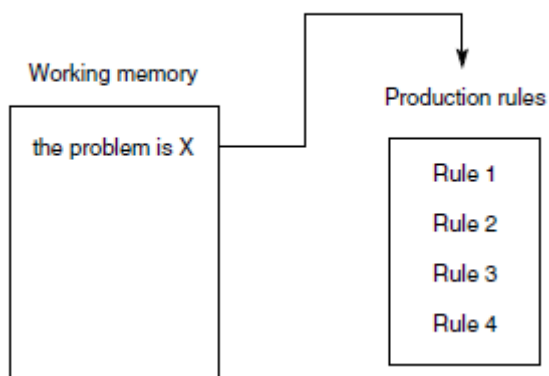 Working memory
the problem is X
Production rules
Rule 1
Rule 2
Rule 3
Rule 4